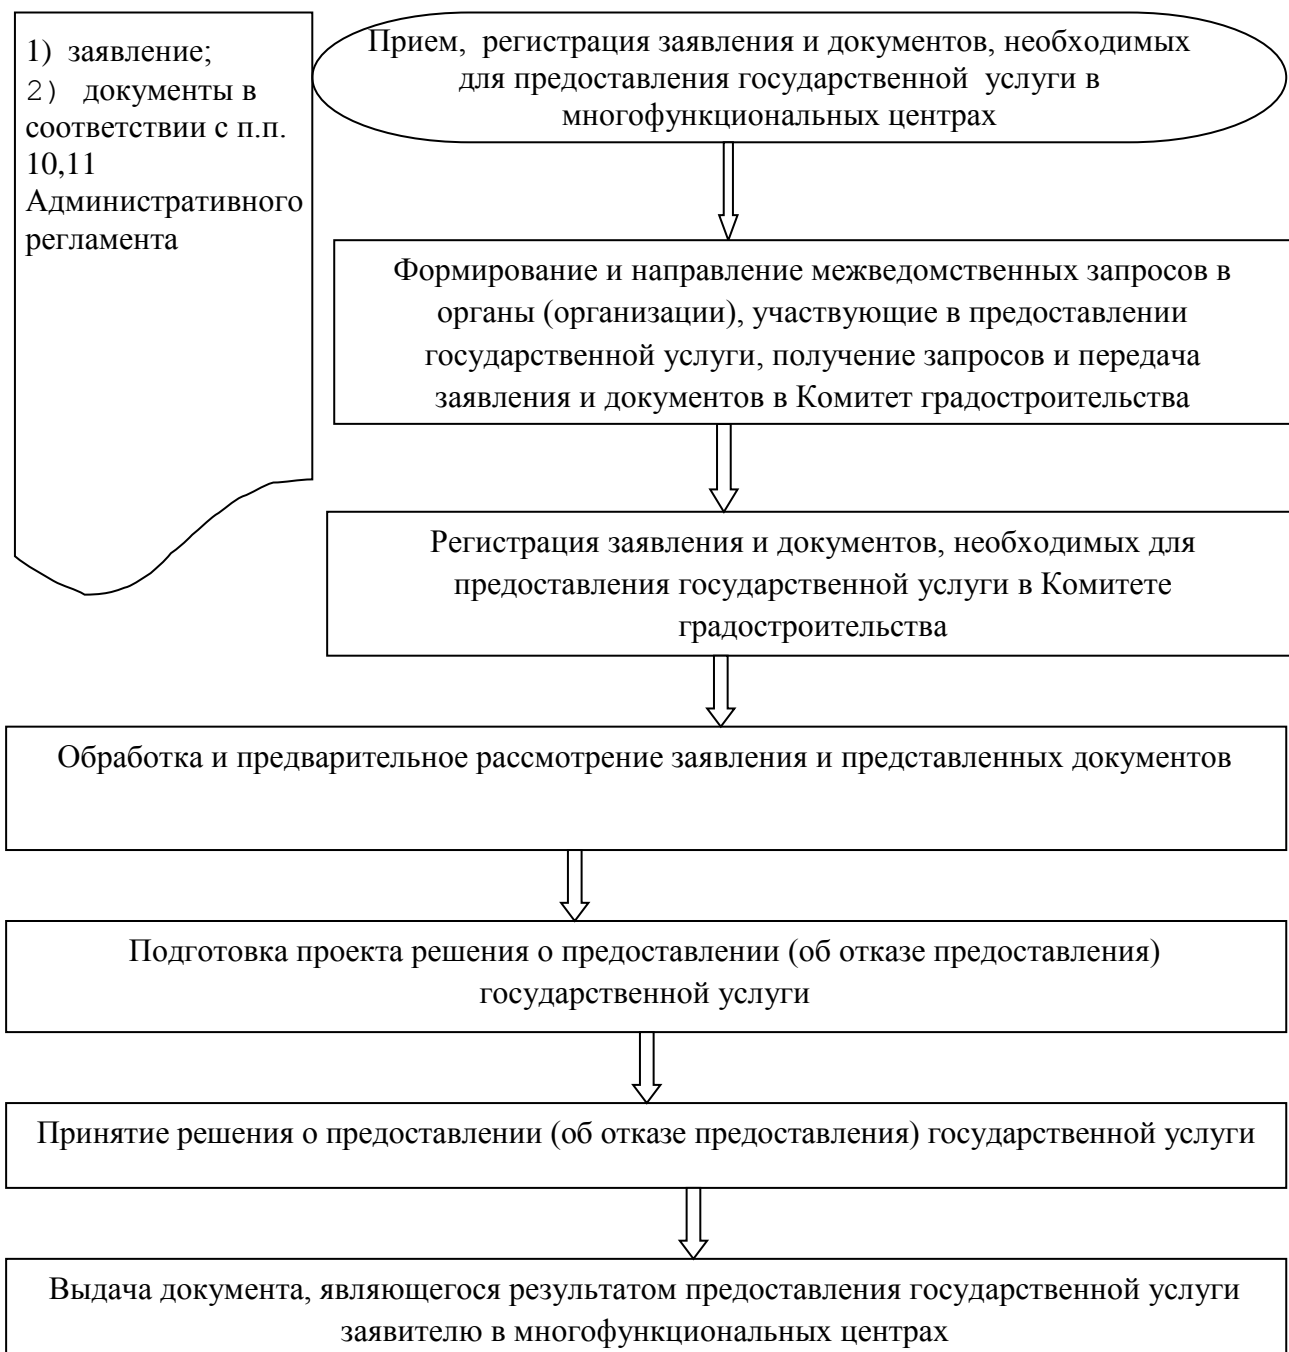 1) заявление;
2) документы в
соответствии с п.п.
10,11
Административного
регламента
Прием, регистрация заявления и документов, необходимых
для предоставления государственной услуги в
многофункциональных центрах
Формирование и направление межведомственных запросов в
органы (организации), участвующие в предоставлении
государственной услуги, получение запросов и передача
заявления и документов в Комитет градостроительства
Регистрация заявления и документов, необходимых для
предоставления государственной услуги в Комитете
градостроительства
Обработка и предварительное рассмотрение заявления и представленных документов
Подготовка проекта решения о предоставлении (об отказе предоставления)
государственной услуги
Принятие решения о предоставлении (об отказе предоставления) государственной услуги
Выдача документа, являющегося результатом предоставления государственной услуги
заявителю в многофункциональных центрах